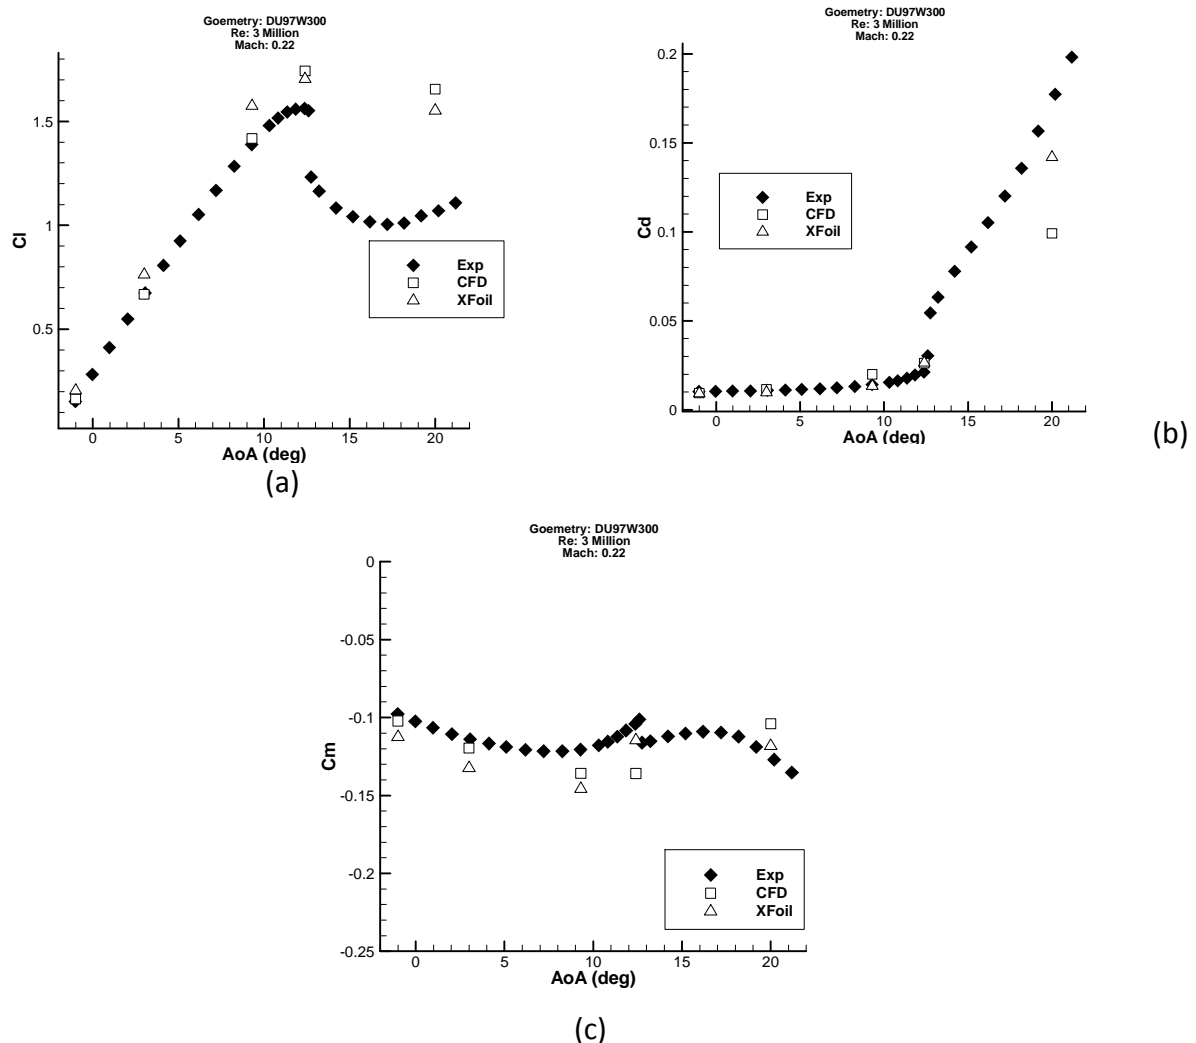 Goemetry: DU97W300
Re: 3 Million
Mach: 0.22
Cl
1.5
1
0.5
Exp
CFD
XFoil
0 5 10 15 20
AoA (deg)
(a)
Goemetry: DU97W300
Re: 3 Million
Mach: 0.22
Cd
0.2
0.15
0.1
0.05
0
Exp
CFD
XFoil
0 5 10 15 20
AoA (deg)
(b)
Goemetry: DU97W300
Re: 3 Million
Mach: 0.22
Cm
0
-0.05
-0.1
-0.15
-0.2
-0.25
Exp
CFD
XFoil
0 5 10 15 20
AoA (deg)
(c)